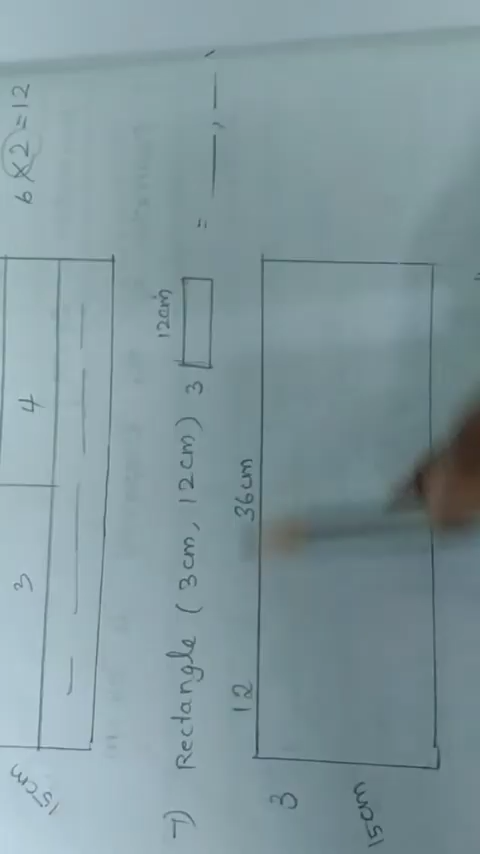 6 × 2 = 12
3 4
15cm
7) Rectangle (3cm, 12cm) 3 12cm = ___, ___
12 36cm
3
15cm